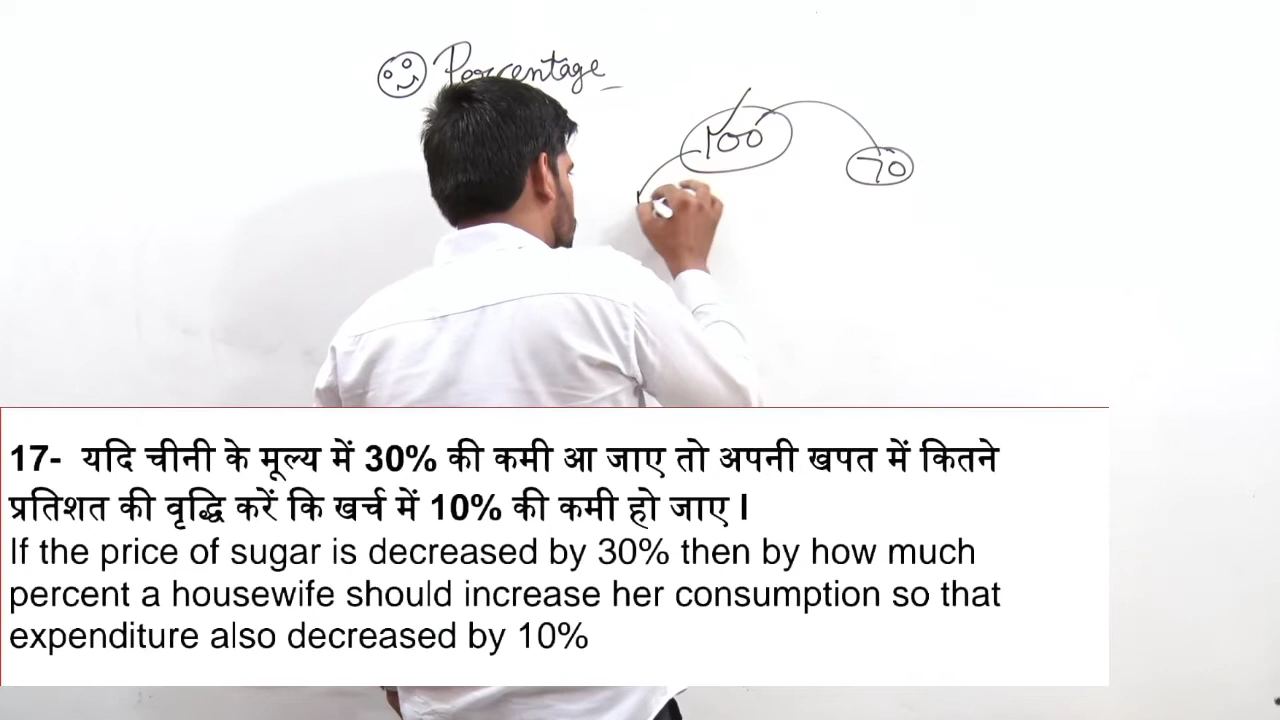 Percentage
100
70
17- यदि चीनी के मूल्य में 30% की कमी आ जाए तो अपनी खपत में कितने
प्रतिशत की वृद्धि करें कि खर्च में 10% की कमी हो जाए I
If the price of sugar is decreased by 30% then by how much
percent a housewife should increase her consumption so that
expenditure also decreased by 10%